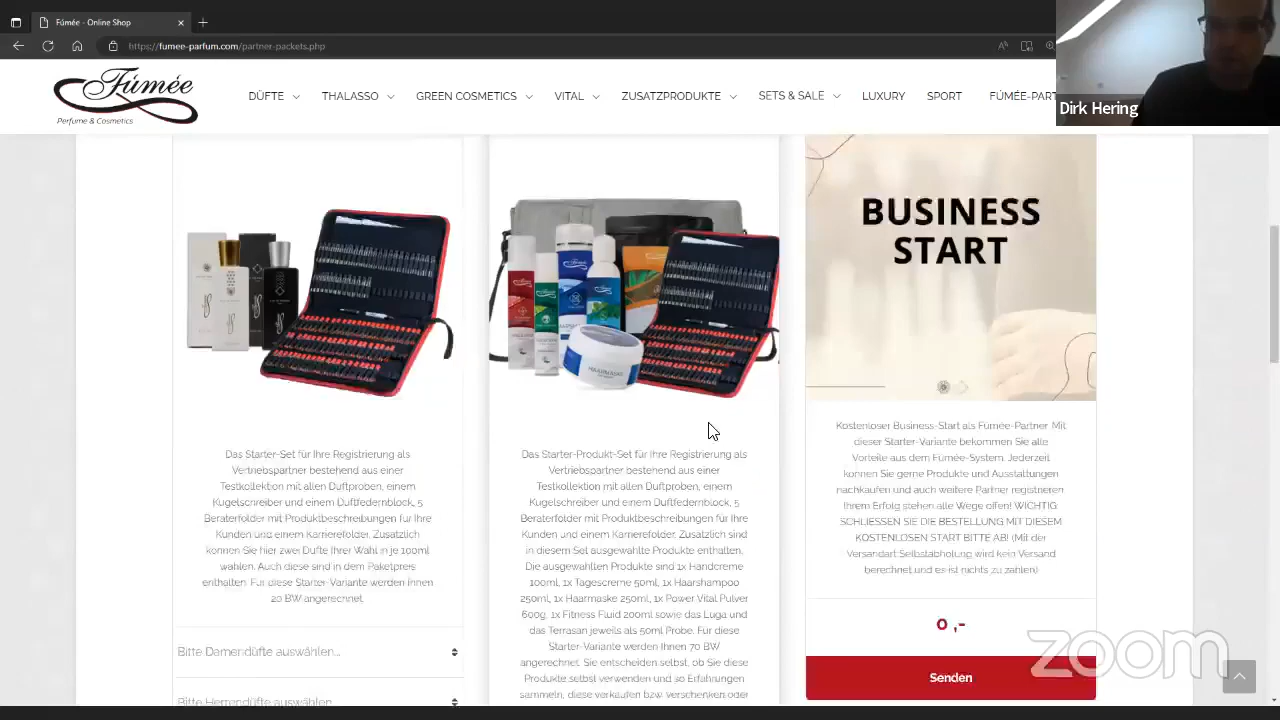 Fúmée - Online Shop
https://fumee-parfum.com/partner-packets.php
Fúmée
Perfume & Cosmetics
DÜFTE
THALASSO
GREEN COSMETICS
VITAL
ZUSATZPRODUKTE
SETS & SALE
LUXURY
SPORT
FÚMÉE-PART
Dirk Hering
HAARMASKE
BUSINESS
START
Das Starter-Set für Ihre Registrierung als
Vertriebspartner bestehend aus einer
Testkollektion mit allen Duftproben, einem
Kugelschreiber und einem Duftfedernblock, 5
Beraterfolder mit Produktbeschreibungen für Ihre
Kunden und einem Karrierefolder. Zusätzlich
können Sie hier zwei Düfte Ihrer Wahl in je 100ml
wählen. Auch diese sind in dem Paketpreis
enthalten. Für diese Starter-Variante werden Ihnen
20 BW angerechnet.
Bitte Damendüfte auswählen...
Bitte Herrendüfte auswählen
Das Starter-Produkt-Set für Ihre Registrierung als
Vertriebspartner bestehend aus einer
Testkollektion mit allen Duftproben, einem
Kugelschreiber und einem Duftfedernblock, 5
Beraterfolder mit Produktbeschreibungen für Ihre
Kunden und einem Karrierefolder. Zusätzlich sind
in diesem Set ausgewählte Produkte enthalten.
Die ausgewählten Produkte sind 1x Handcreme
100ml, 1x Tagescreme 50ml, 1x Haarshampoo
250ml, 1x Haarmaske 250ml, 1x Power Vital Pulver
600g, 1x Fitness Fluid 200ml sowie das Luga und
das Terrasan jeweils als 50ml Probe. Für diese
Starter-Variante werden Ihnen 70 BW
angerechnet. Sie entscheiden selbst, ob Sie diese
Produkte selbst verwenden und so Erfahrungen
sammeln, diese verkaufen bzw. verschenken oder
Kostenloser Business-Start als Fúmée-Partner. Mit
dieser Starter-Variante bekommen Sie alle
Vorteile aus dem Fúmée-System. Jederzeit
können Sie gerne Produkte und Ausstattungen
nachkaufen und auch weitere Partner registrieren.
Ihrem Erfolg stehen alle Wege offen! WICHTIG:
SCHLIESSEN SIE DIE BESTELLUNG MIT DIESEM
KOSTENLOSEN START BITTE AB! (Mit der
Versandart Selbstabholung wird kein Versand
berechnet und es ist nichts zu zahlen)
0 ,-
Senden
zoom